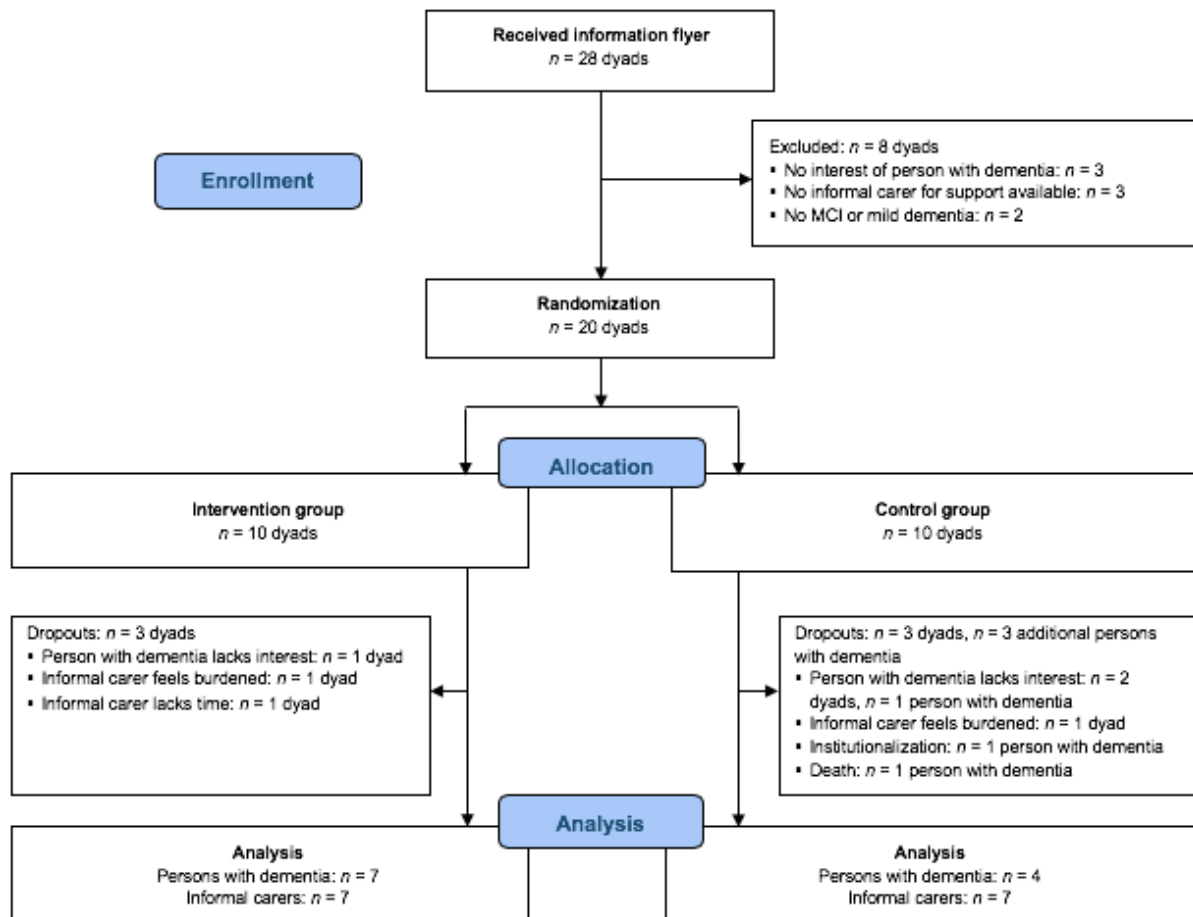 Received information flyer
n = 28 dyads
Enrollment
Excluded: n = 8 dyads
▪ No interest of person with dementia: n = 3
▪ No informal carer for support available: n = 3
▪ No MCI or mild dementia: n = 2
Randomization
n = 20 dyads
Allocation
Intervention group
n = 10 dyads
Control group
n = 10 dyads
Dropouts: n = 3 dyads
▪ Person with dementia lacks interest: n = 1 dyad
▪ Informal carer feels burdened: n = 1 dyad
▪ Informal carer lacks time: n = 1 dyad
Dropouts: n = 3 dyads, n = 3 additional persons
with dementia
▪ Person with dementia lacks interest: n = 2
dyads, n = 1 person with dementia
▪ Informal carer feels burdened: n = 1 dyad
▪ Institutionalization: n = 1 person with dementia
▪ Death: n = 1 person with dementia
Analysis
Analysis
Persons with dementia: n = 7
Informal carers: n = 7
Analysis
Persons with dementia: n = 4
Informal carers: n = 7